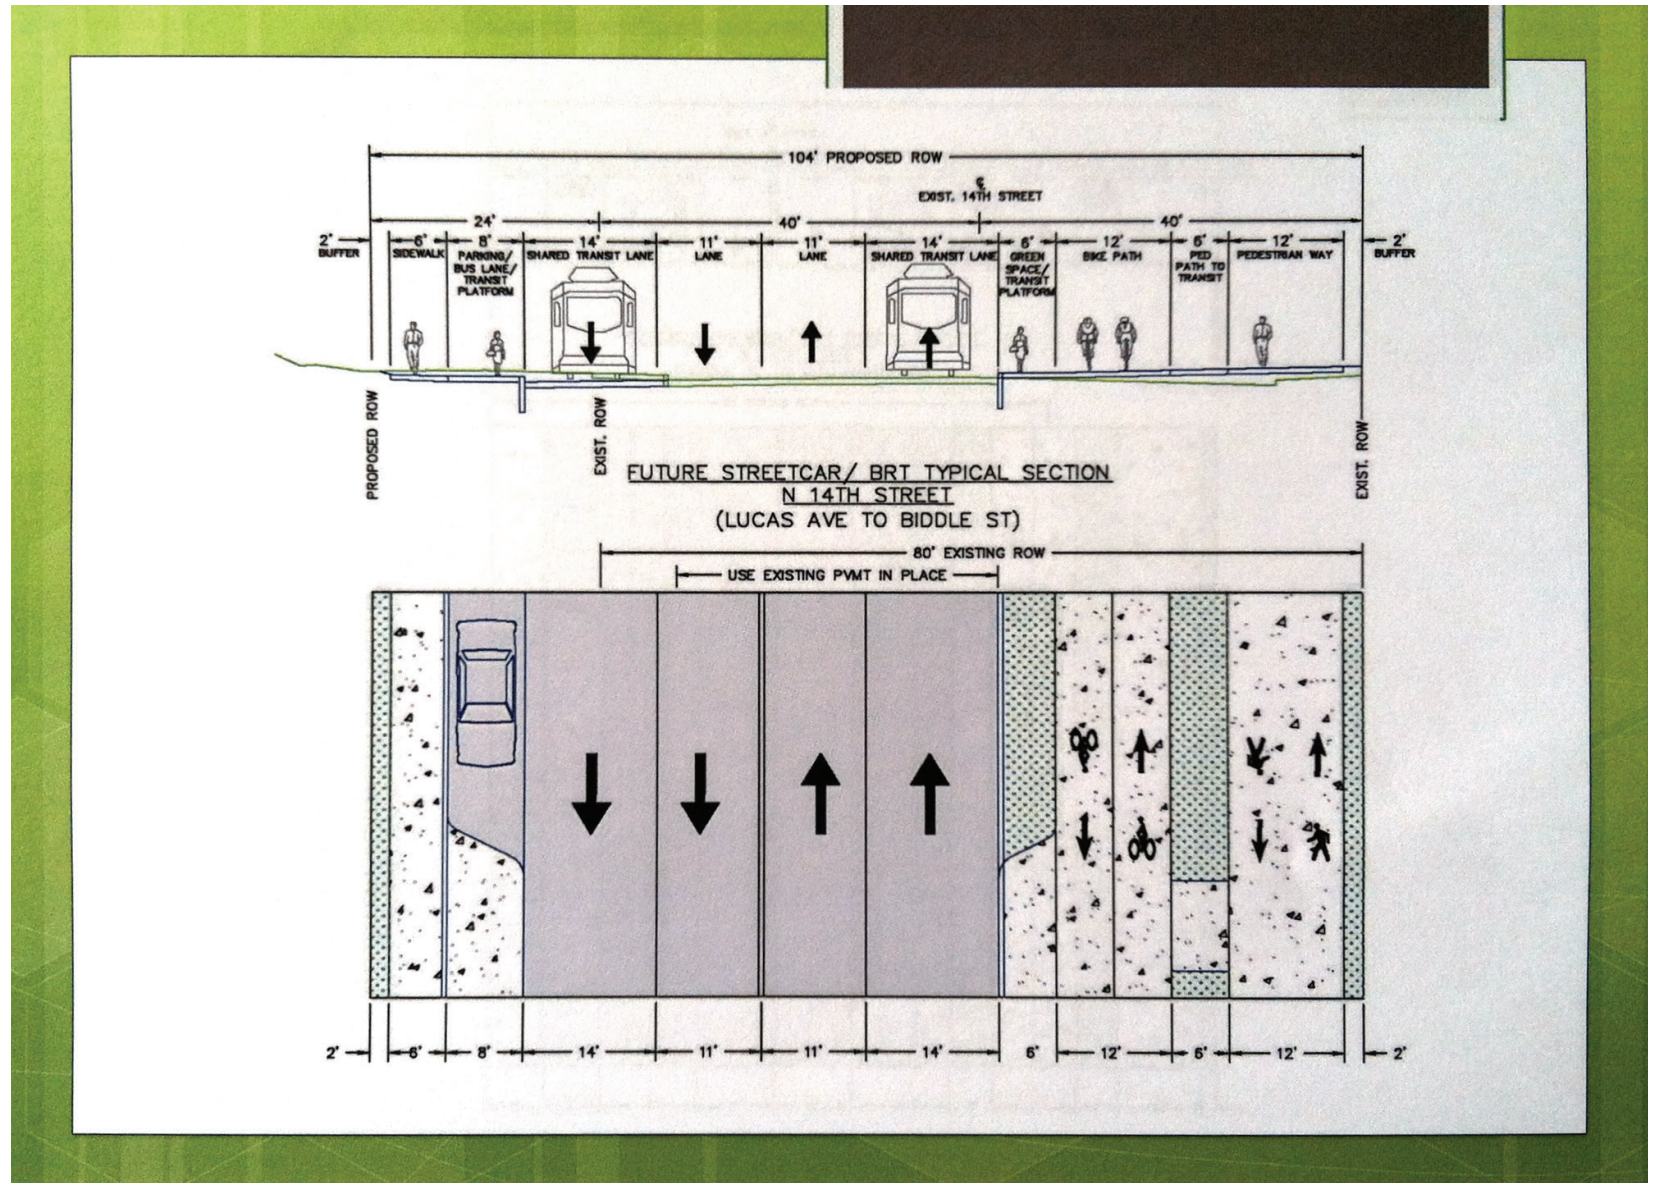 104' PROPOSED ROW
℄
EXIST. 14TH STREET
24' 40' 40'
2' 6' 8' 14' 11' 11' 14' 6' 12' 6' 12' 2'
BUFFER
SIDEWALK
PARKING/
BUS LANE/
TRANSIT
PLATFORM
SHARED TRANSIT LANE
LANE
LANE
SHARED TRANSIT LANE
GREEN
SPACE/
TRANSIT
PLATFORM
BIKE PATH
PED
PATH TO
TRANSIT
PEDESTRIAN WAY
BUFFER
PROPOSED ROW
EXIST. ROW
EXIST. ROW
FUTURE STREETCAR/ BRT TYPICAL SECTION
N 14TH STREET
(LUCAS AVE TO BIDDLE ST)
80' EXISTING ROW
USE EXISTING PVMT IN PLACE
2' 6' 8' 14' 11' 11' 14' 6' 12' 6' 12' 2'